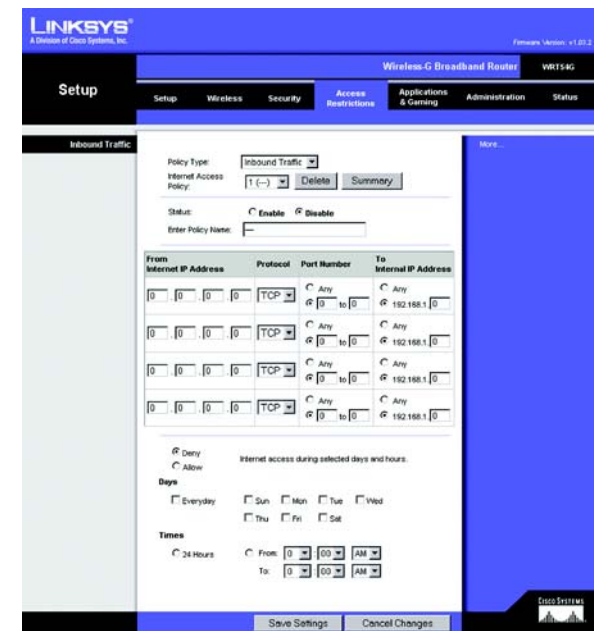 LINKSYS®
A Division of Cisco Systems, Inc.
Firmware Version: v1.03.2
Wireless-G Broadband Router WRT54G
Setup
Setup Wireless Security Access Restrictions Applications & Gaming Administration Status
Inbound Traffic
More...
Policy Type: Inbound Traffic
Internet Access Policy: 1 (---) Delete Summary
Status: Enable Disable
Enter Policy Name: ---
From Internet IP Address Protocol Port Number To Internal IP Address
Any Any
0 . 0 . 0 . 0 TCP 0 to 0 192.168.1. 0
Any Any
0 . 0 . 0 . 0 TCP 0 to 0 192.168.1. 0
Any Any
0 . 0 . 0 . 0 TCP 0 to 0 192.168.1. 0
Any Any
0 . 0 . 0 . 0 TCP 0 to 0 192.168.1. 0
Deny
Allow
Internet access during selected days and hours.
Days
Everyday Sun Mon Tue Wed
Thu Fri Sat
Times
24 Hours From: 0 : 00 AM
To: 0 : 00 AM
Save Settings Cancel Changes
CISCO SYSTEMS